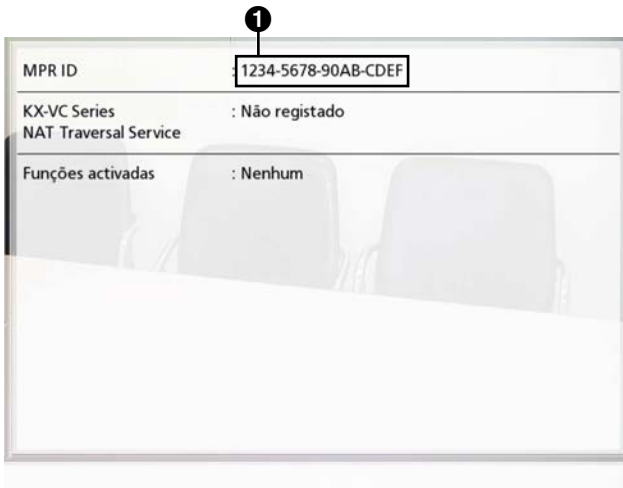 1
MPR ID : 1234-5678-90AB-CDEF
KX-VC Series : Não registado
NAT Traversal Service
Funções activadas : Nenhum